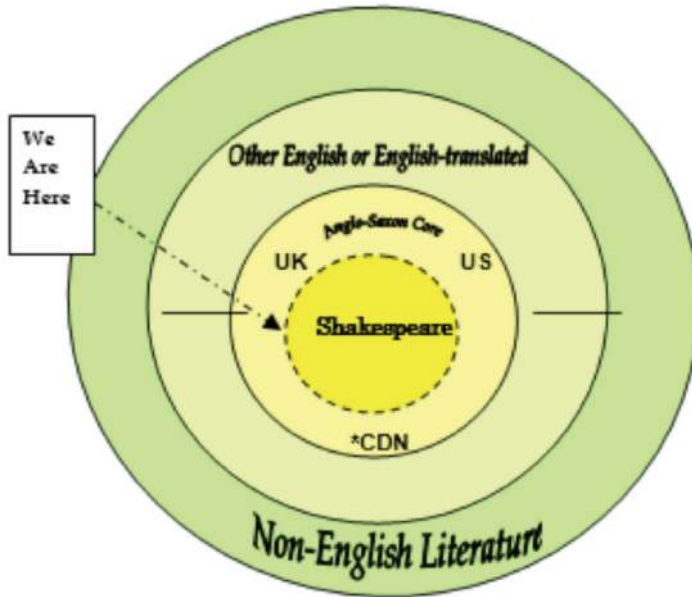 We
Are
Here
Other English or English-translated
Anglo-Saxon Core
UK
US
Shakespeare
*CDN
Non-English Literature